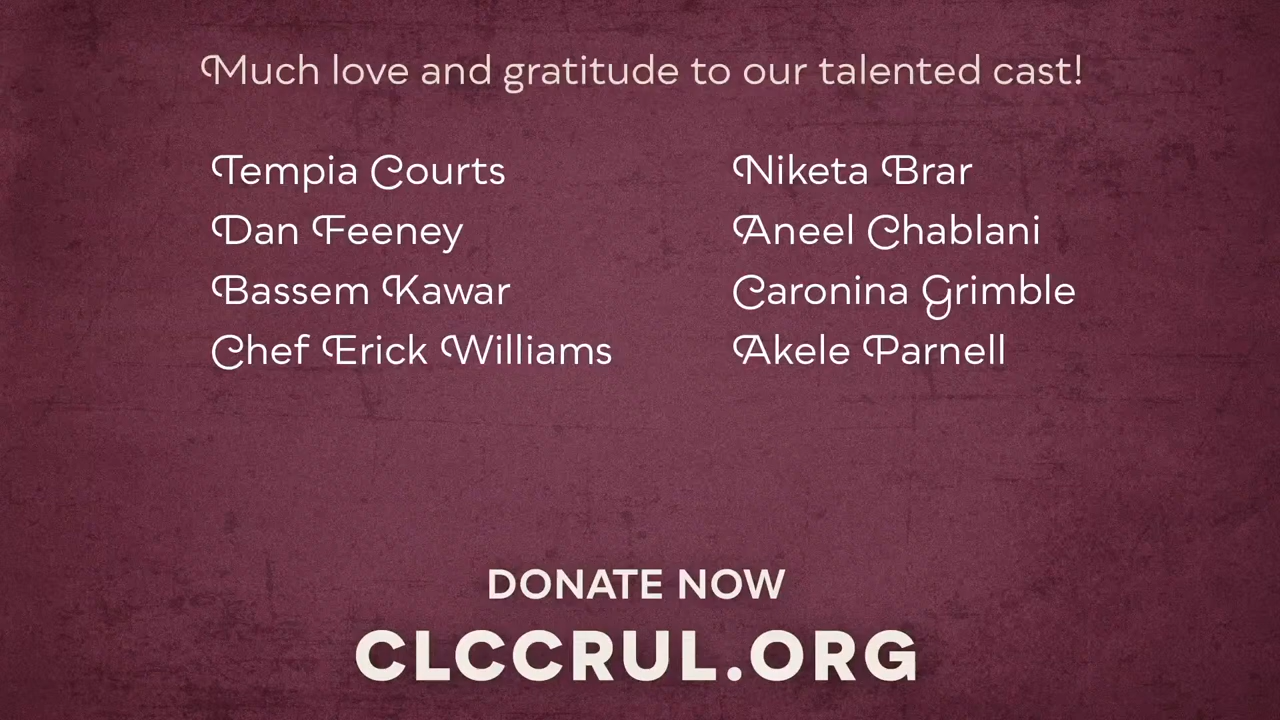 Much love and gratitude to our talented cast!
Tempia Courts
Dan Feeney
Bassem Kawar
Chef Erick Williams
Niketa Brar
Aneel Chablani
Caronina Grimble
Akele Parnell
DONATE NOW
CLCCRUL.ORG